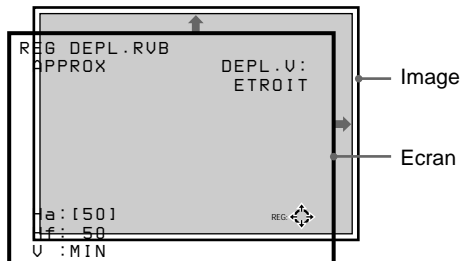 REG DEPL.RVB
APPROX DEPL.V:
ETROIT
Image
Ecran
Ha:[50] REG:
Hf: 50
V :MIN